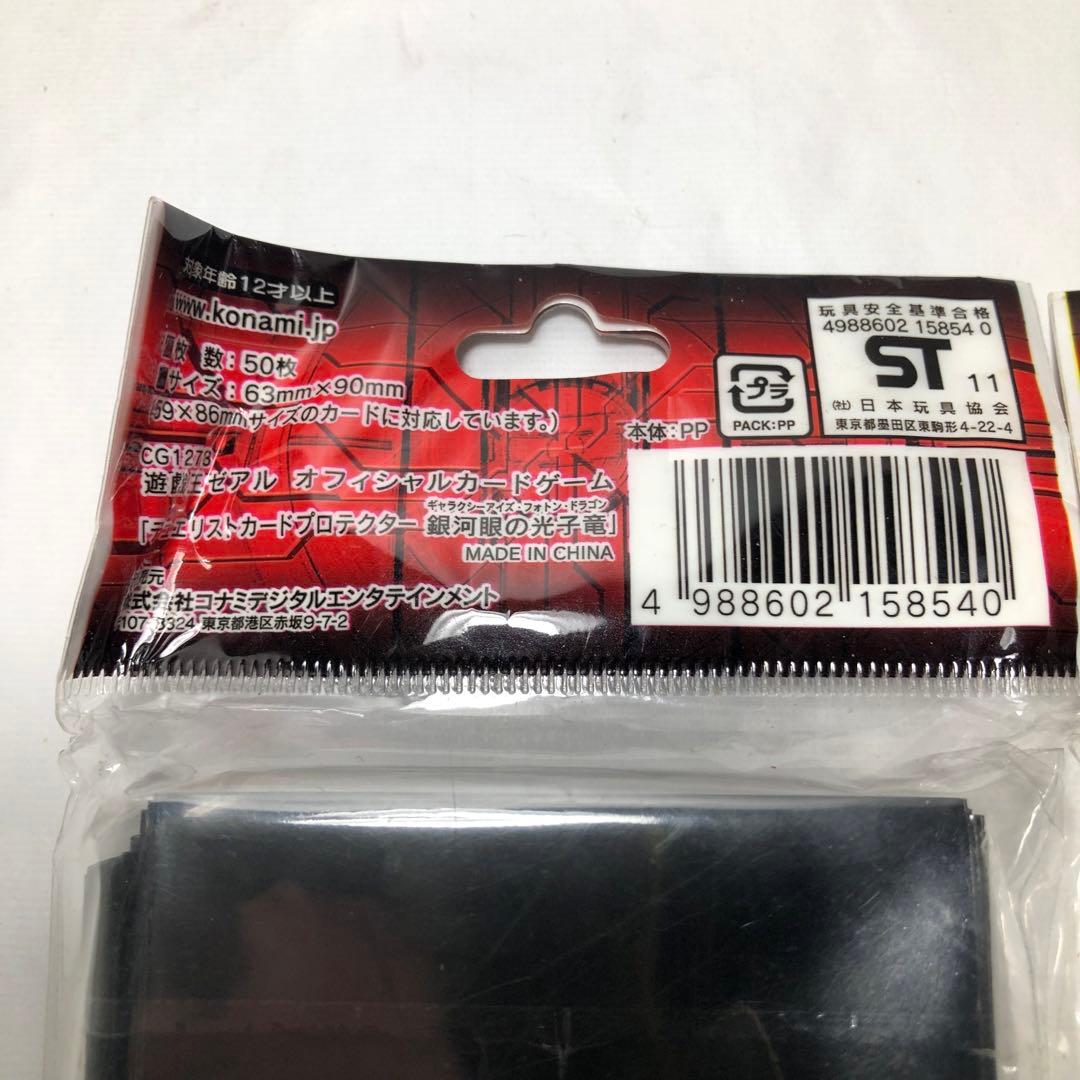 対象年齢12才以上
www.konami.jp
枚 数:50枚
サイズ:63mm×90mm
59×86mmサイズのカードに対応しています。)
CG1273
遊戯王ゼアル オフィシャルカードゲーム
ギャラクシーアイズ・フォトン・ドラゴン
「デュエリストカードプロテクター 銀河眼の光子竜」
MADE IN CHINA
元
株式会社コナミデジタルエンタテインメント
107-8324 東京都港区赤坂9-7-2
本体:PP
プラ
PACK:PP
玩具安全基準合格
4988602 15854 0
ST 11
(社)日本玩具協会
東京都墨田区東駒形4-22-4
4 988602 158540